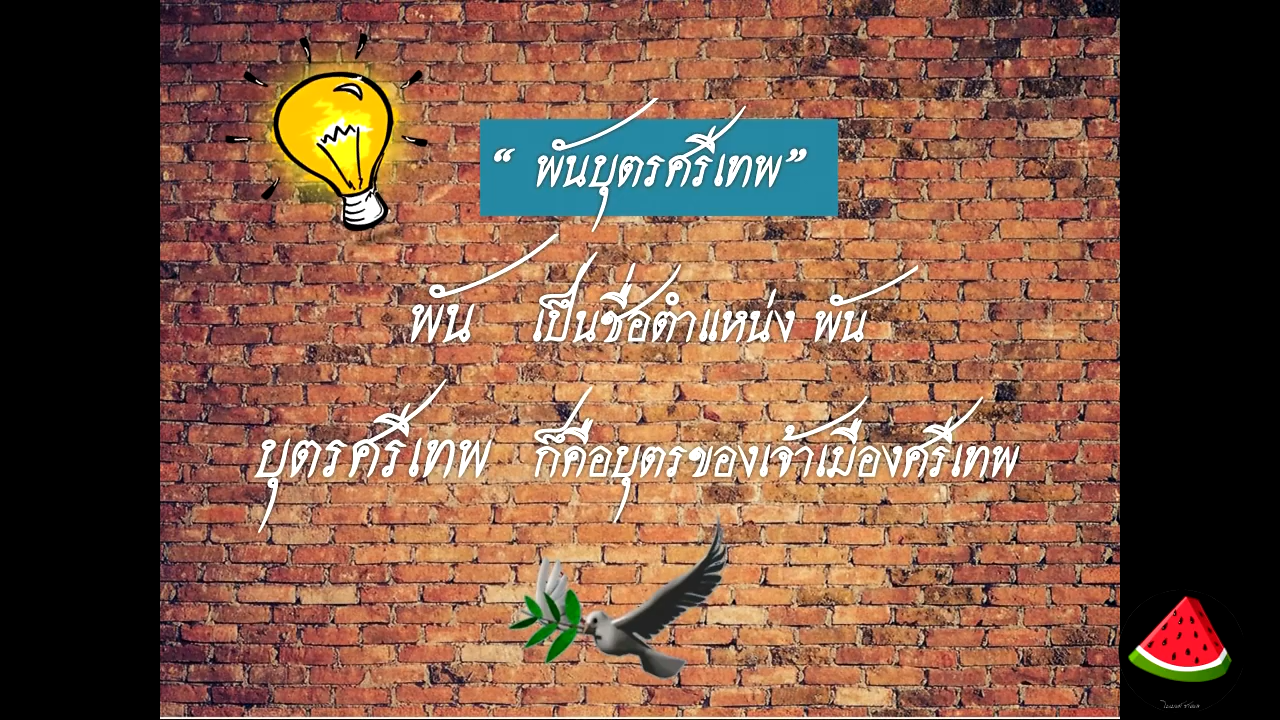 “ พันบุตรศรีเทพ”
พัน เป็นชื่อตำแหน่ง พัน
บุตรศรีเทพ ก็คือบุตรของเจ้าเมืองศรีเทพ